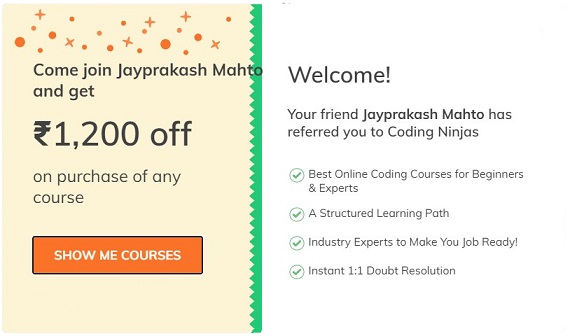 Come join Jayprakash Mahto
and get
₹1,200 off
on purchase of any
course
SHOW ME COURSES
Welcome!
Your friend Jayprakash Mahto has
referred you to Coding Ninjas
Best Online Coding Courses for Beginners
& Experts
A Structured Learning Path
Industry Experts to Make You Job Ready!
Instant 1:1 Doubt Resolution